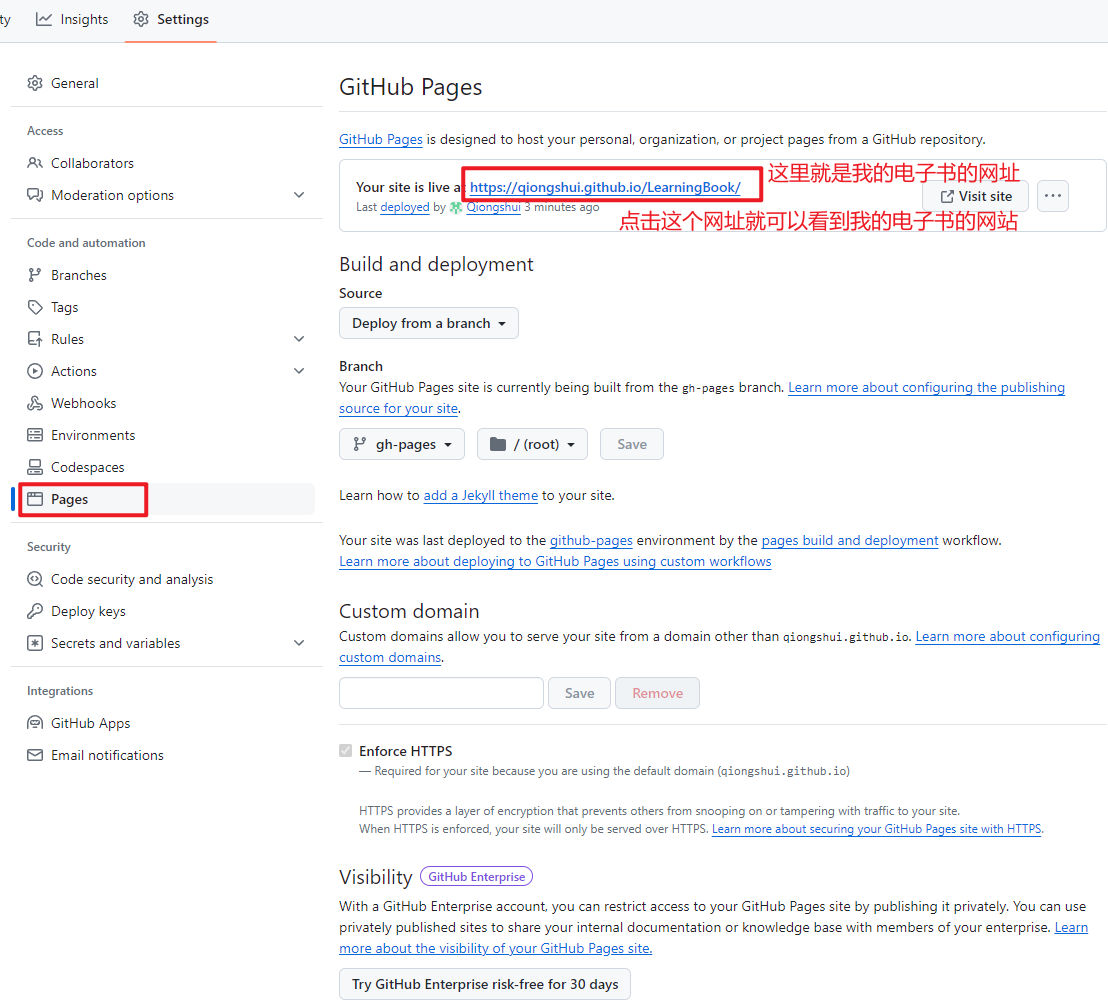 ty Insights Settings
General
Access
Collaborators
Moderation options
Code and automation
Branches
Tags
Rules
Actions
Webhooks
Environments
Codespaces
Pages
Security
Code security and analysis
Deploy keys
Secrets and variables
Integrations
GitHub Apps
Email notifications
GitHub Pages
GitHub Pages is designed to host your personal, organization, or project pages from a GitHub repository.
这里就是我的电子书的网址
Your site is live at https://qiongshui.github.io/LearningBook/
Visit site
Last deployed by Qiongshui 3 minutes ago
点击这个网址就可以看到我的电子书的网站
Build and deployment
Source
Deploy from a branch
Branch
Your GitHub Pages site is currently being built from the gh-pages branch. Learn more about configuring the publishing
source for your site.
gh-pages / (root) Save
Learn how to add a Jekyll theme to your site.
Your site was last deployed to the github-pages environment by the pages build and deployment workflow.
Learn more about deploying to GitHub Pages using custom workflows
Custom domain
Custom domains allow you to serve your site from a domain other than qiongshui.github.io. Learn more about configuring
custom domains.
Save Remove
Enforce HTTPS
— Required for your site because you are using the default domain (qiongshui.github.io)
HTTPS provides a layer of encryption that prevents others from snooping on or tampering with traffic to your site.
When HTTPS is enforced, your site will only be served over HTTPS. Learn more about securing your GitHub Pages site with HTTPS.
Visibility GitHub Enterprise
With a GitHub Enterprise account, you can restrict access to your GitHub Pages site by publishing it privately. You can use
privately published sites to share your internal documentation or knowledge base with members of your enterprise. Learn
more about the visibility of your GitHub Pages site.
Try GitHub Enterprise risk-free for 30 days